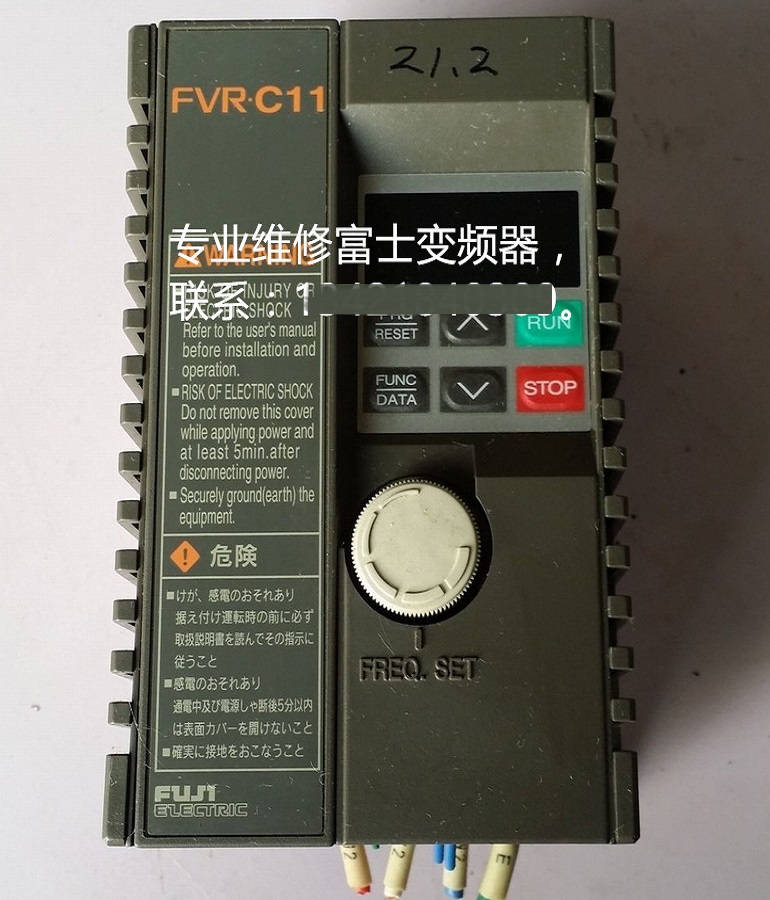 21.2
FVR·C11
专业维修富士变频器，
联系：
WARNING
RISK OF INJURY OR
ELECTRIC SHOCK
Refer to the user's manual
before installation and
operation.
RISK OF ELECTRIC SHOCK
Do not remove this cover
while applying power and
at least 5min.after
disconnecting power.
Securely ground(earth) the
equipment.
危険
けが、感電のおそれあり
据え付け運転時の前に必ず
取扱説明書を読んでその指示に
従うこと
感電のおそれあり
通電中及び電源しゃ断後5分以内
は表面カバーを開けないこと
確実に接地をおこなうこと
FUJI
ELECTRIC
PRG
RESET
RUN
FUNC
DATA
STOP
FREQ. SET
E